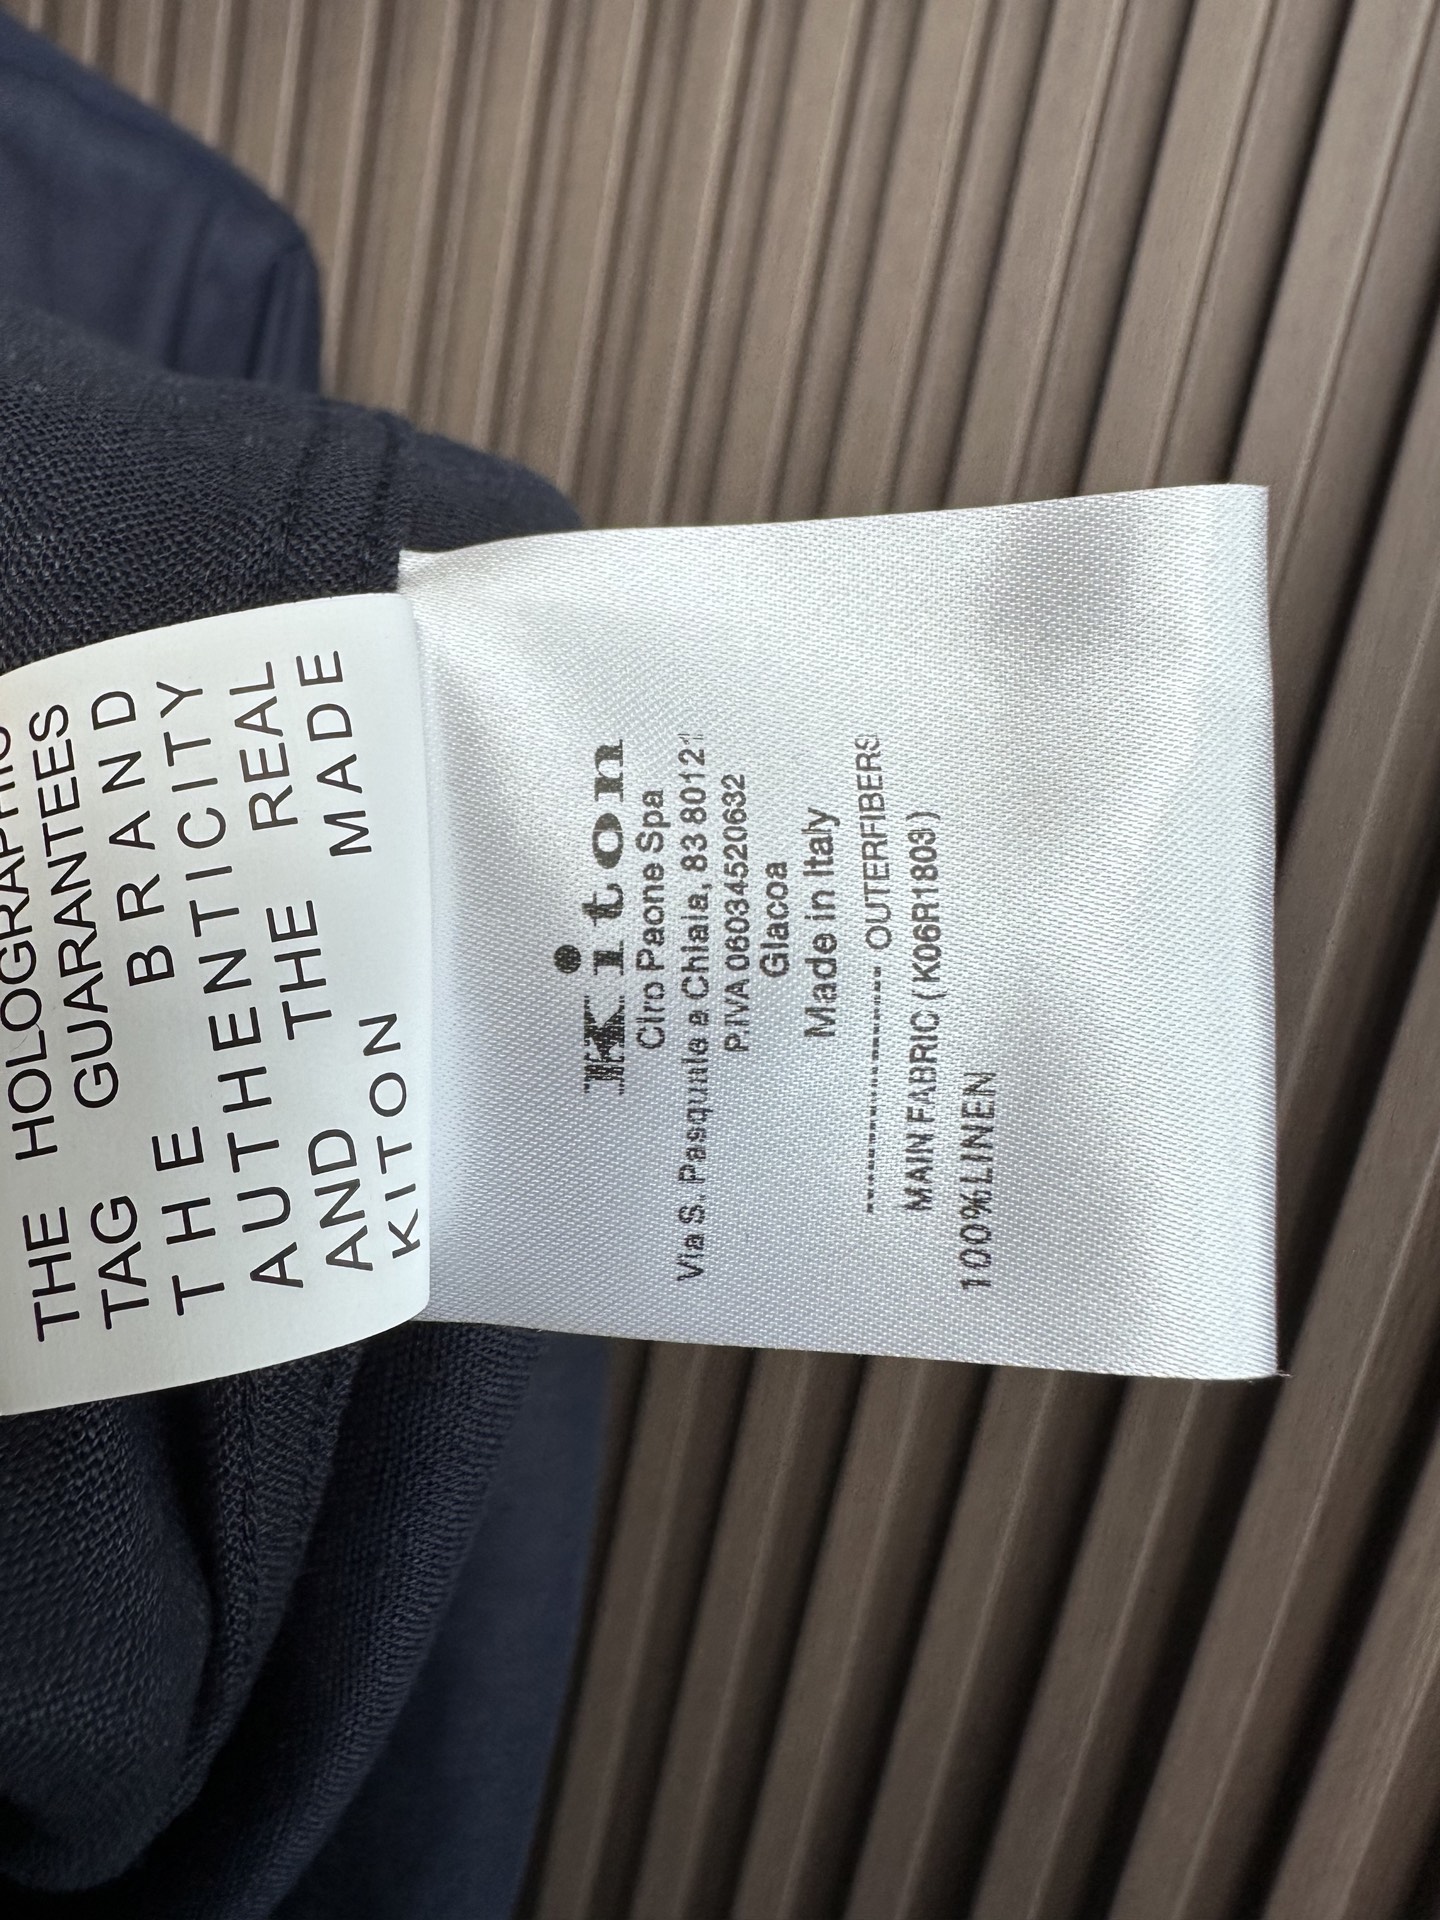 THE HOLOGRAPHIC
TAG GUARANTEES
THE BRAND
AUTHENTICITY
AND THE REAL
KITON MADE
Kiton
Ciro Paone Spa
Via S. Pasquale a Chiaia, 83 80121
P.IVA 06034520632
Giacca
Made in Italy
---------------- OUTERFIBERS
MAIN FABRIC ( K06R1803 )
100%LINEN